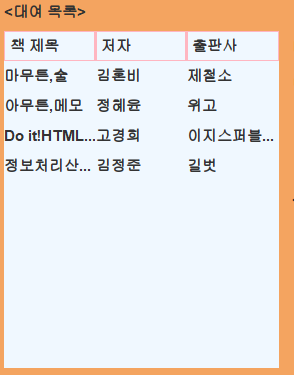 <대여 목록>
책 제목 저자 출판사
마무튼,술 김혼비 제철소
아무튼,메모 정혜윤 위고
Do it!HTML... 고경희 이지스퍼블...
정보처리산... 김정준 길벗